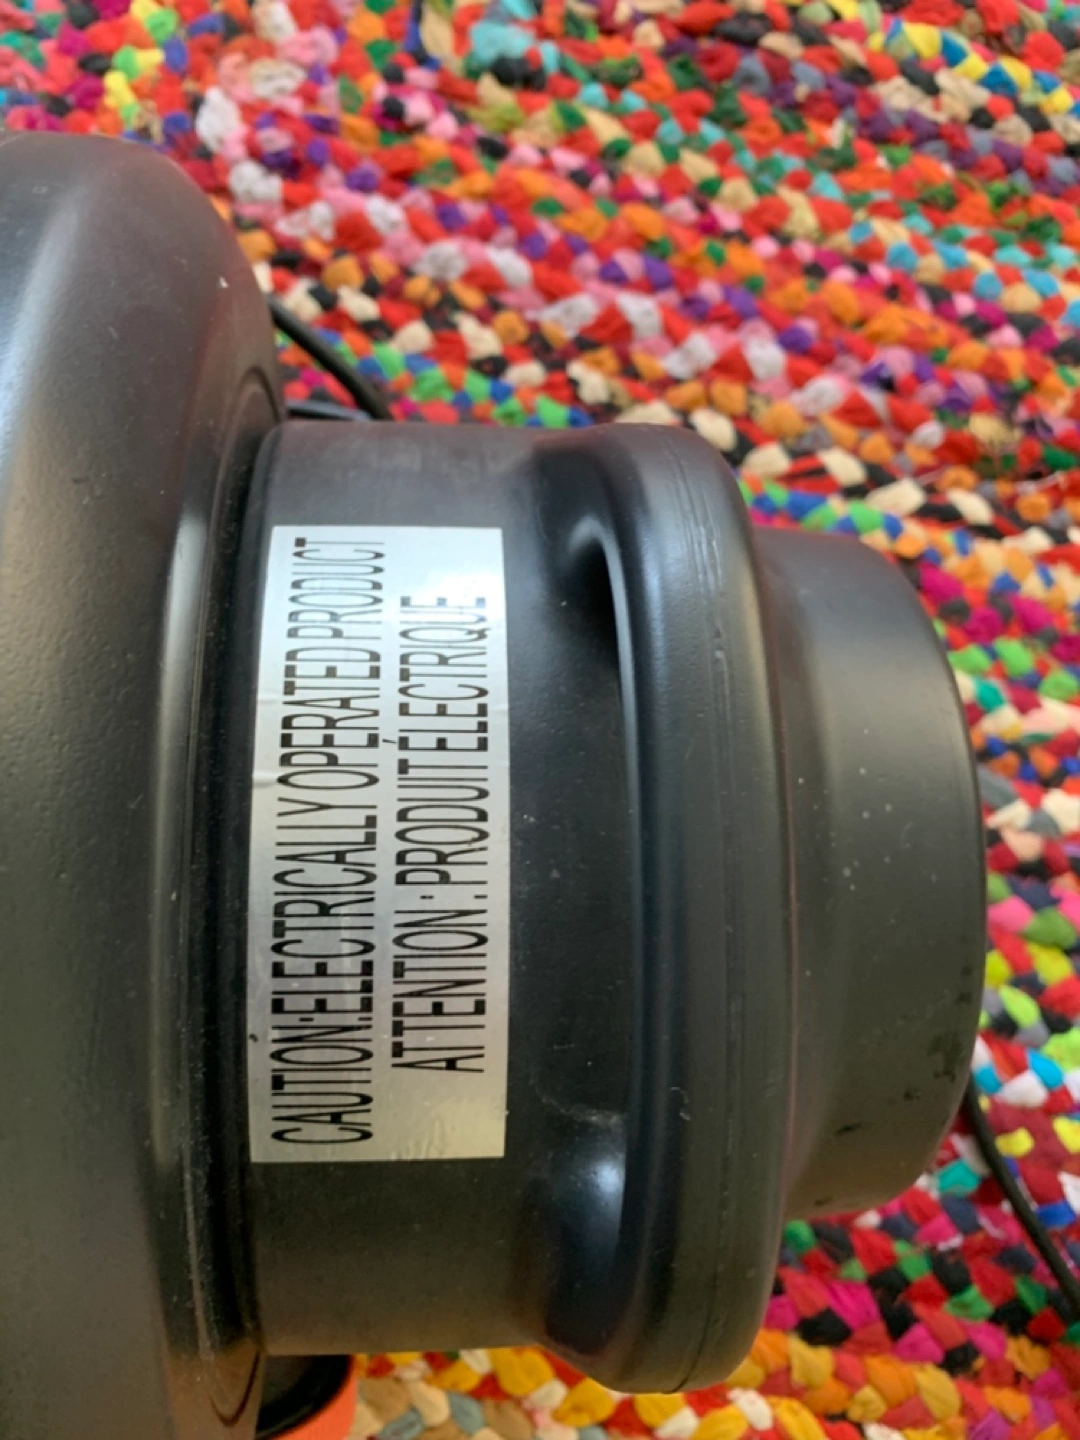 CAUTION:ELECTRICALLY OPERATED PRODUCT
ATTENTION : PRODUIT ÉLECTRIQUE